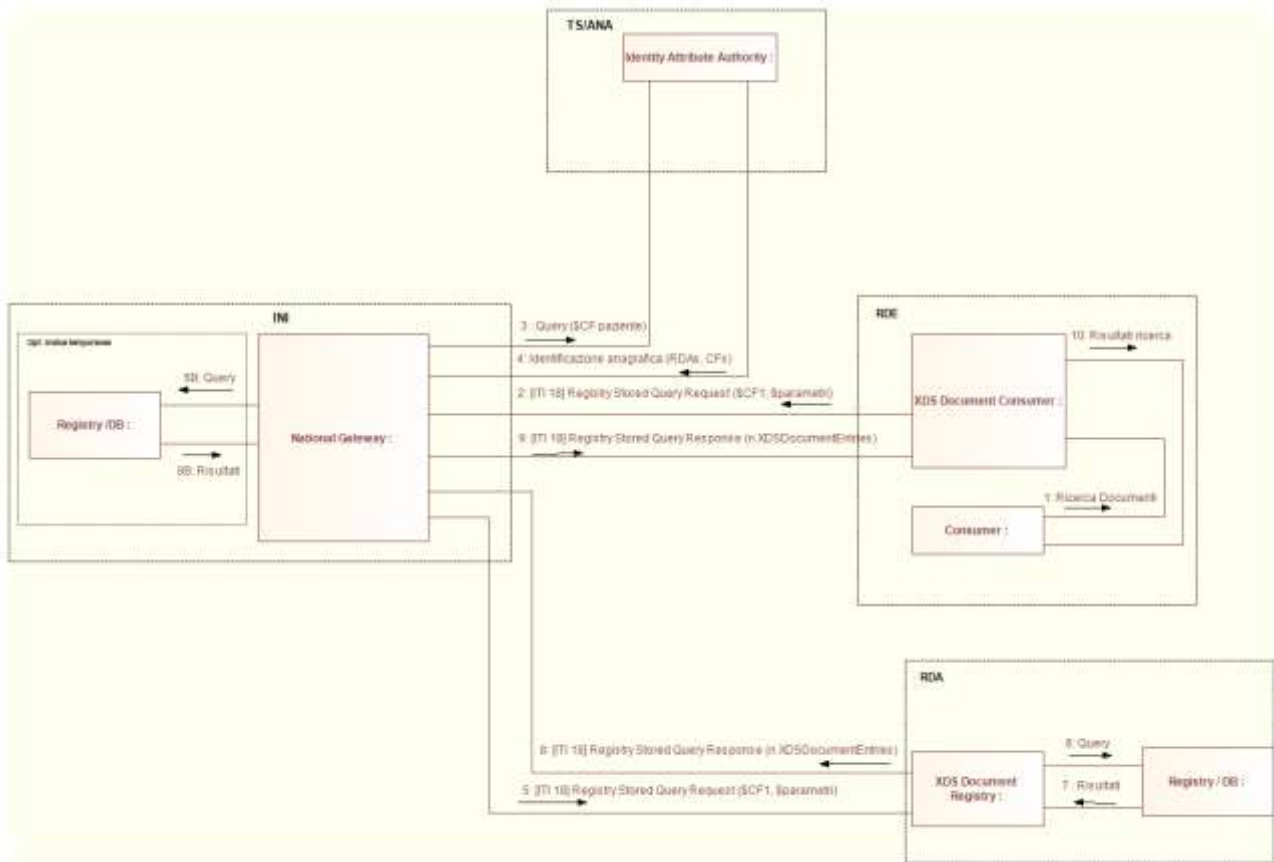 TS/ANA
Identity Attribute Authority :
INI
RDE
3 : Query ($CF paziente)
10: Risultati ricerca
5B: Query
4: Identificazione anagrafica (RDAs, CFs)
2: [ITI 18] Registry Stored Query Request ($CF1, $parametri)
XDS Document Consumer :
Registry /DB :
National Gateway :
9: [ITI 18] Registry Stored Query Response (n XDSDocumentEntries)
8B: Risultati
1: Ricerca Documenti
Consumer :
RDA
8: [ITI 18] Registry Stored Query Response (n XDSDocumentEntries)
6: Query
XDS Document
Registry :
Registry / DB :
7 : Risultati
5: [ITI 18] Registry Stored Query Request ($CF1, $parametri)